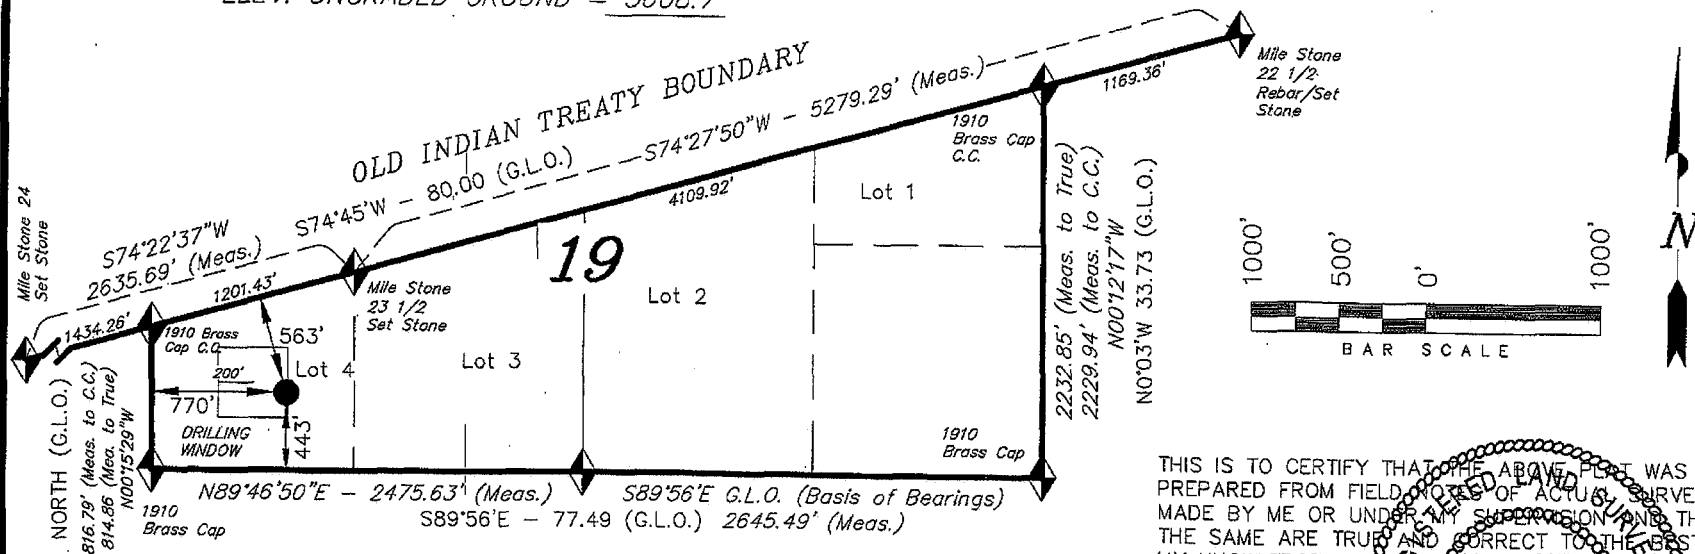 ELEV. UNGRADED GROUND = 5008.7'
OLD INDIAN TREATY BOUNDARY
S74°27'50"W - 5279.29' (Meas.)
S74°45'W - 80.00 (G.L.O.)
S74°22'37"W
2635.69' (Meas.)
Mile Stone 24
Set Stone
1434.26'
1201.43'
4109.92'
1169.36'
Mile Stone
22 1/2
Rebar/Set
Stone
1910
Brass Cap
C.C.
Mile Stone
23 1/2
Set Stone
1910 Brass
Cap C.C.
19
Lot 1
Lot 2
Lot 3
Lot 4
563'
200'
770'
443'
DRILLING
WINDOW
NORTH (G.L.O.)
816.79' (Meas. to C.C.)
814.86 (Mea. to True)
N00°15'29"W
2232.85' (Meas. to True)
2229.94' (Meas. to C.C.)
N00°12'17"W
N0°03'W 33.73 (G.L.O.)
1910
Brass Cap
1910
Brass Cap
N89°46'50"E - 2475.63' (Meas.)
S89°56'E G.L.O. (Basis of Bearings)
S89°56'E - 77.49 (G.L.O.) 2645.49' (Meas.)
1000'
500'
0'
1000'
BAR SCALE
N
THIS IS TO CERTIFY THAT THE ABOVE PLAT WAS
PREPARED FROM FIELD NOTES OF ACTUAL SURVE
MADE BY ME OR UNDER MY SUPERVISION AND TH
THE SAME ARE TRUE AND CORRECT TO THE BEST